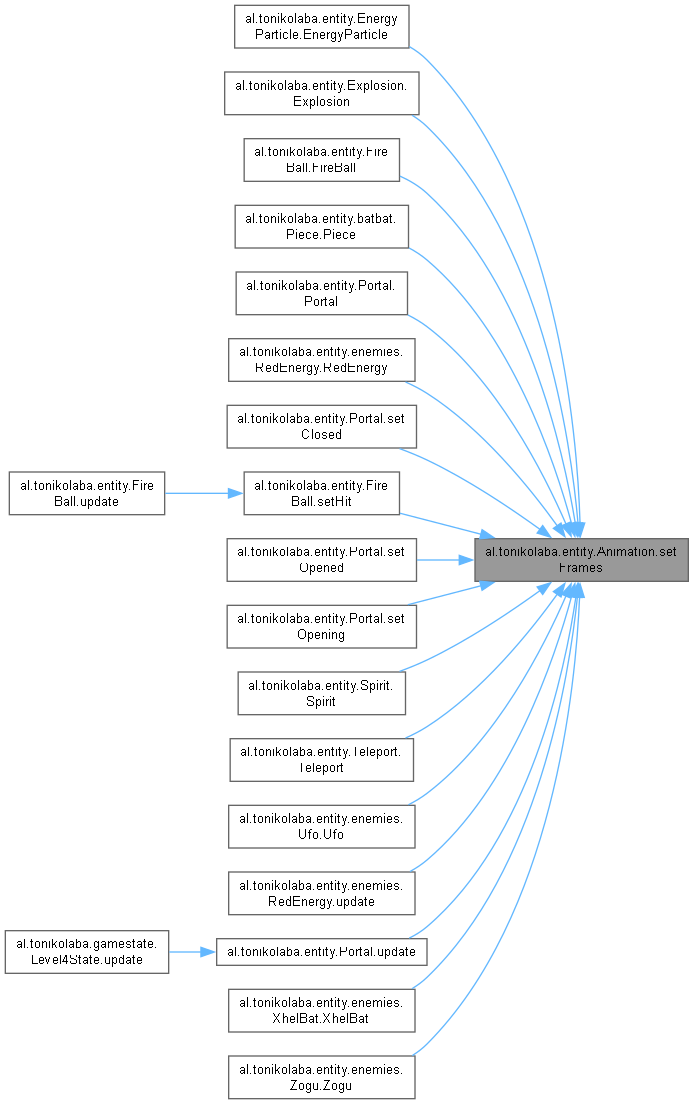 al.tonikolaba.entity.Energy
Particle.EnergyParticle
al.tonikolaba.entity.Explosion.
Explosion
al.tonikolaba.entity.Fire
Ball.FireBall
al.tonikolaba.entity.batbat.
Piece.Piece
al.tonikolaba.entity.Portal.
Portal
al.tonikolaba.entity.enemies.
RedEnergy.RedEnergy
al.tonikolaba.entity.Portal.set
Closed
al.tonikolaba.entity.Fire
Ball.update
al.tonikolaba.entity.Fire
Ball.setHit
al.tonikolaba.entity.Portal.set
Opened
al.tonikolaba.entity.Animation.set
Frames
al.tonikolaba.entity.Portal.set
Opening
al.tonikolaba.entity.Spirit.
Spirit
al.tonikolaba.entity.Teleport.
Teleport
al.tonikolaba.entity.enemies.
Ufo.Ufo
al.tonikolaba.entity.enemies.
RedEnergy.update
al.tonikolaba.gamestate.
Level4State.update
al.tonikolaba.entity.Portal.update
al.tonikolaba.entity.enemies.
XhelBat.XhelBat
al.tonikolaba.entity.enemies.
Zogu.Zogu